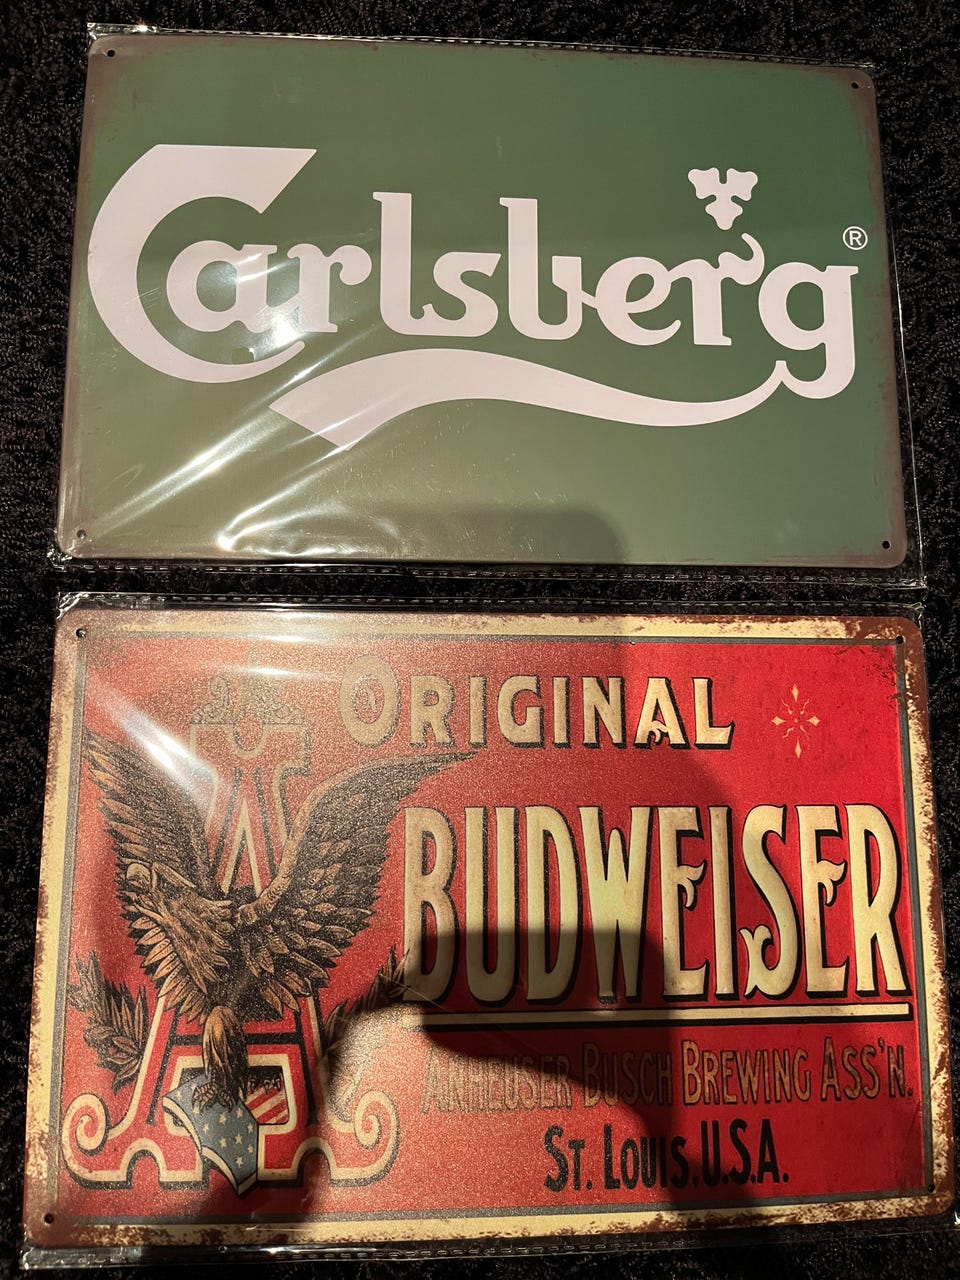 Carlsberg ®
ORIGINAL
BUDWEISER
ANHEUSER-BUSCH BREWING ASS'N.
ST. LOUIS, U.S.A.